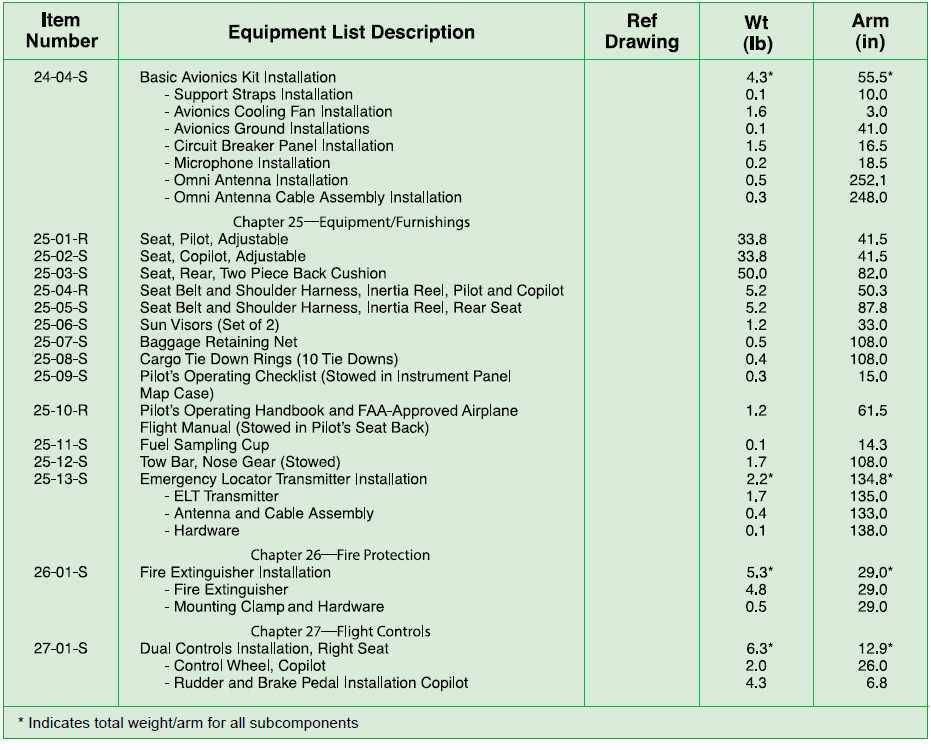 Item Number Equipment List Description Ref Drawing Wt (lb) Arm (in)
24-04-S Basic Avionics Kit Installation 4.3* 55.5*
- Support Straps Installation 0.1 10.0
- Avionics Cooling Fan Installation 1.6 3.0
- Avionics Ground Installations 0.1 41.0
- Circuit Breaker Panel Installation 1.5 16.5
- Microphone Installation 0.2 18.5
- Omni Antenna Installation 0.5 252.1
- Omni Antenna Cable Assembly Installation 0.3 248.0
Chapter 25—Equipment/Furnishings
25-01-R Seat, Pilot, Adjustable 33.8 41.5
25-02-S Seat, Copilot, Adjustable 33.8 41.5
25-03-S Seat, Rear, Two Piece Back Cushion 50.0 82.0
25-04-R Seat Belt and Shoulder Harness, Inertia Reel, Pilot and Copilot 5.2 50.3
25-05-S Seat Belt and Shoulder Harness, Inertia Reel, Rear Seat 5.2 87.8
25-06-S Sun Visors (Set of 2) 1.2 33.0
25-07-S Baggage Retaining Net 0.5 108.0
25-08-S Cargo Tie Down Rings (10 Tie Downs) 0.4 108.0
25-09-S Pilot's Operating Checklist (Stowed in Instrument Panel 0.3 15.0
Map Case)
25-10-R Pilot's Operating Handbook and FAA-Approved Airplane 1.2 61.5
Flight Manual (Stowed in Pilot's Seat Back)
25-11-S Fuel Sampling Cup 0.1 14.3
25-12-S Tow Bar, Nose Gear (Stowed) 1.7 108.0
25-13-S Emergency Locator Transmitter Installation 2.2* 134.8*
- ELT Transmitter 1.7 135.0
- Antenna and Cable Assembly 0.4 133.0
- Hardware 0.1 138.0
Chapter 26—Fire Protection
26-01-S Fire Extinguisher Installation 5.3* 29.0*
- Fire Extinguisher 4.8 29.0
- Mounting Clamp and Hardware 0.5 29.0
Chapter 27—Flight Controls
27-01-S Dual Controls Installation, Right Seat 6.3* 12.9*
- Control Wheel, Copilot 2.0 26.0
- Rudder and Brake Pedal Installation Copilot 4.3 6.8
* Indicates total weight/arm for all subcomponents